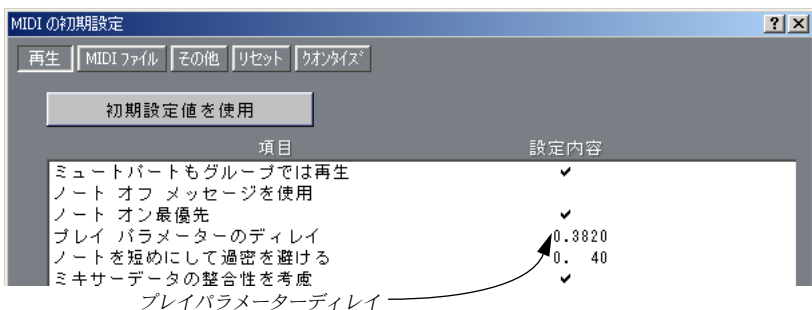 MIDI の初期設定
再生 MIDI ファイル その他 リセット クオンタイズ
初期設定値を使用
項目 設定内容
ミュートパートもグループでは再生 ✔
ノート オフ メッセージを使用
ノート オン最優先 ✔
プレイ パラメーターのディレイ 0.3820
ノートを短めにして過密を避ける 0. 40
ミキサーデータの整合性を考慮 ✔
プレイパラメーターディレイ